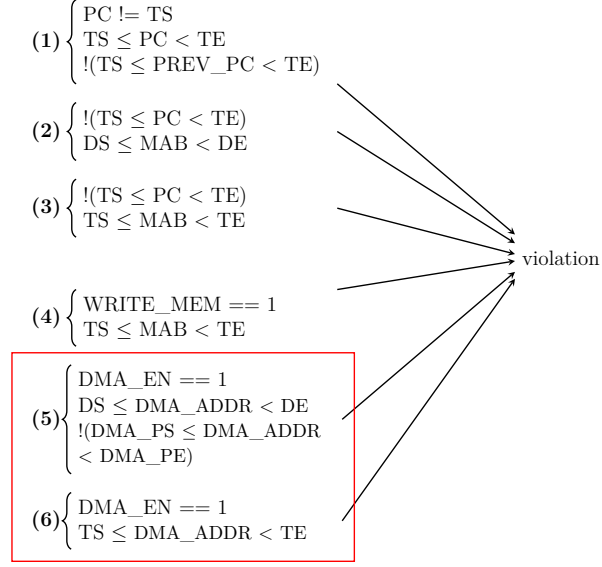 (1) PC != TS
TS ≤ PC < TE
!(TS ≤ PREV_PC < TE)
(2) !(TS ≤ PC < TE)
DS ≤ MAB < DE
(3) !(TS ≤ PC < TE)
TS ≤ MAB < TE
violation
(4) WRITE_MEM == 1
TS ≤ MAB < TE
(5) DMA_EN == 1
DS ≤ DMA_ADDR < DE
!(DMA_PS ≤ DMA_ADDR
< DMA_PE)
(6) DMA_EN == 1
TS ≤ DMA_ADDR < TE